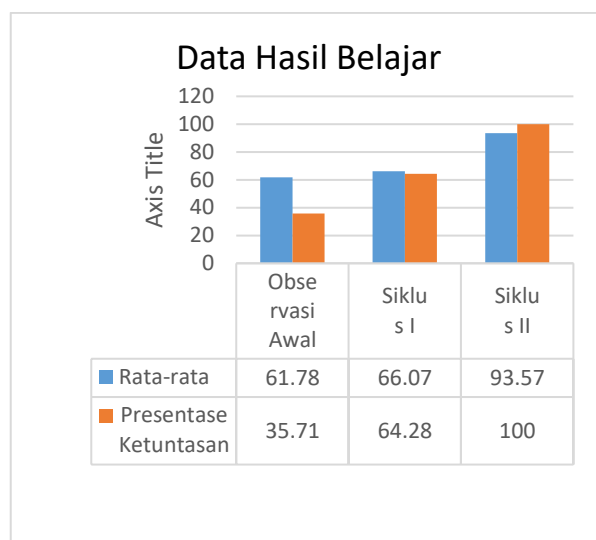 Data Hasil Belajar
120
100
80
60
40
20
0
Axis Title
Obse
rvasi
Awal
Siklu
s I
Siklu
s II
Rata-rata 61.78 66.07 93.57
Presentase
Ketuntasan 35.71 64.28 100